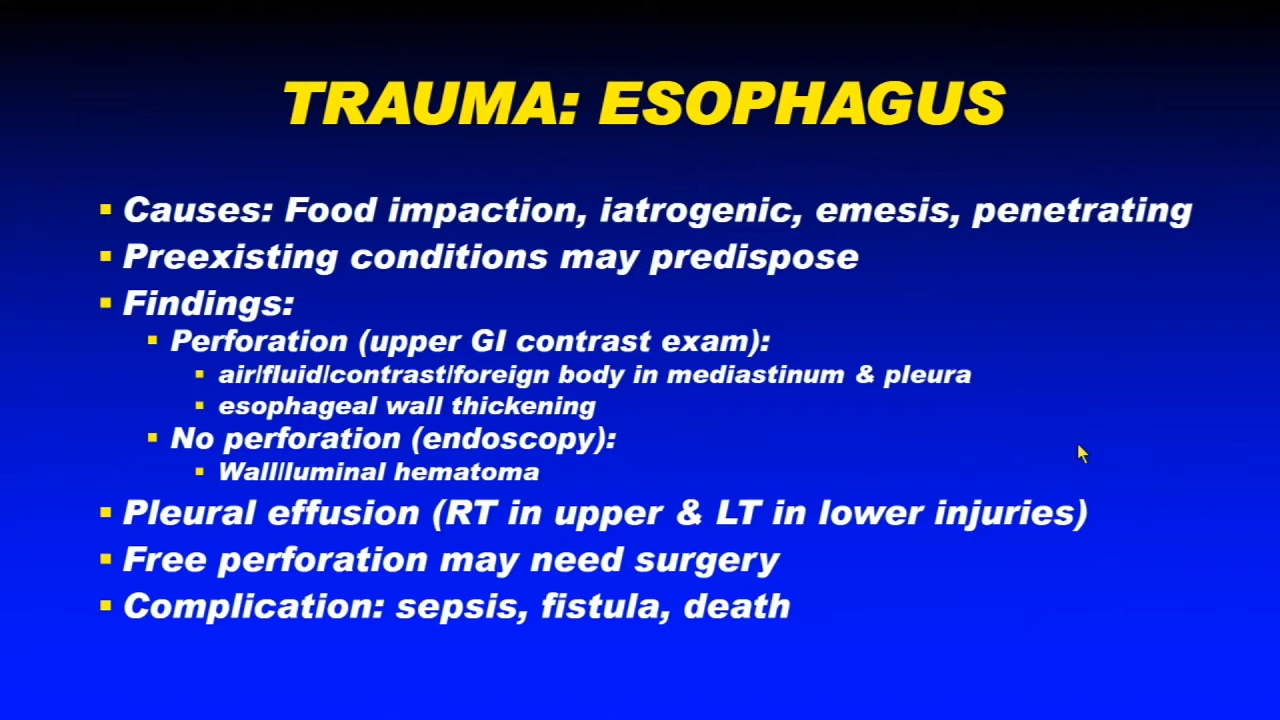 TRAUMA: ESOPHAGUS
Causes: Food impaction, iatrogenic, emesis, penetrating
Preexisting conditions may predispose
Findings:
Perforation (upper GI contrast exam):
air/fluid/contrast/foreign body in mediastinum & pleura
esophageal wall thickening
No perforation (endoscopy):
Wall/luminal hematoma
Pleural effusion (RT in upper & LT in lower injuries)
Free perforation may need surgery
Complication: sepsis, fistula, death